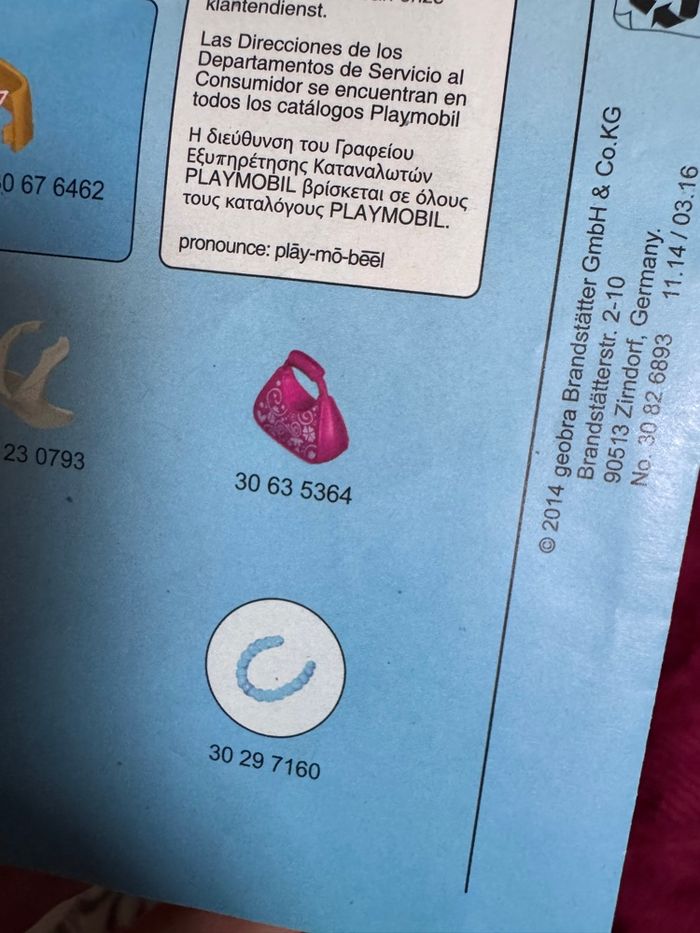 klantendienst.
Las Direcciones de los
Departamentos de Servicio al
Consumidor se encuentran en
todos los catálogos Playmobil
Η διεύθυνση του Γραφείου
Εξυπηρέτησης Καταναλωτών
PLAYMOBIL βρίσκεται σε όλους
τους καταλόγους PLAYMOBIL.
pronounce: plāy-mō-bēēl
67 6462
23 0793
30 63 5364
30 29 7160
© 2014 geobra Brandstätter GmbH & Co.KG
Brandstätterstr. 2-10
90513 Zirndorf, Germany.
No. 30 82 6893 11.14 / 03.16